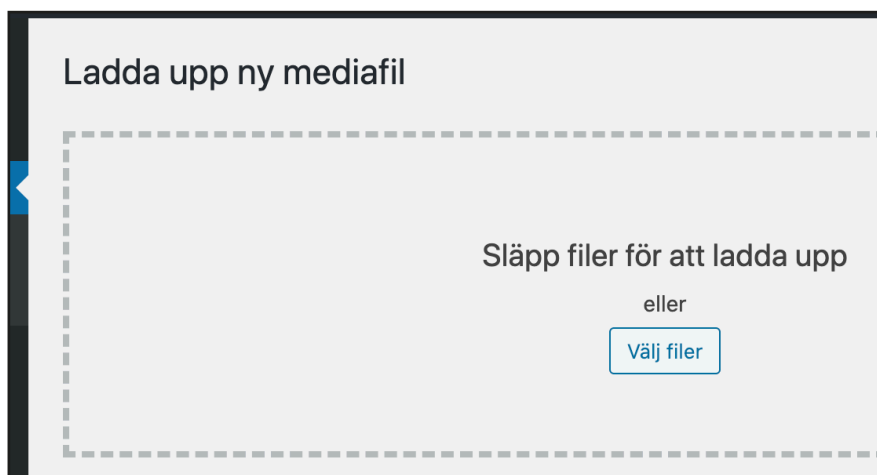 Ladda upp ny mediafil
Släpp filer för att ladda upp
eller
Välj filer